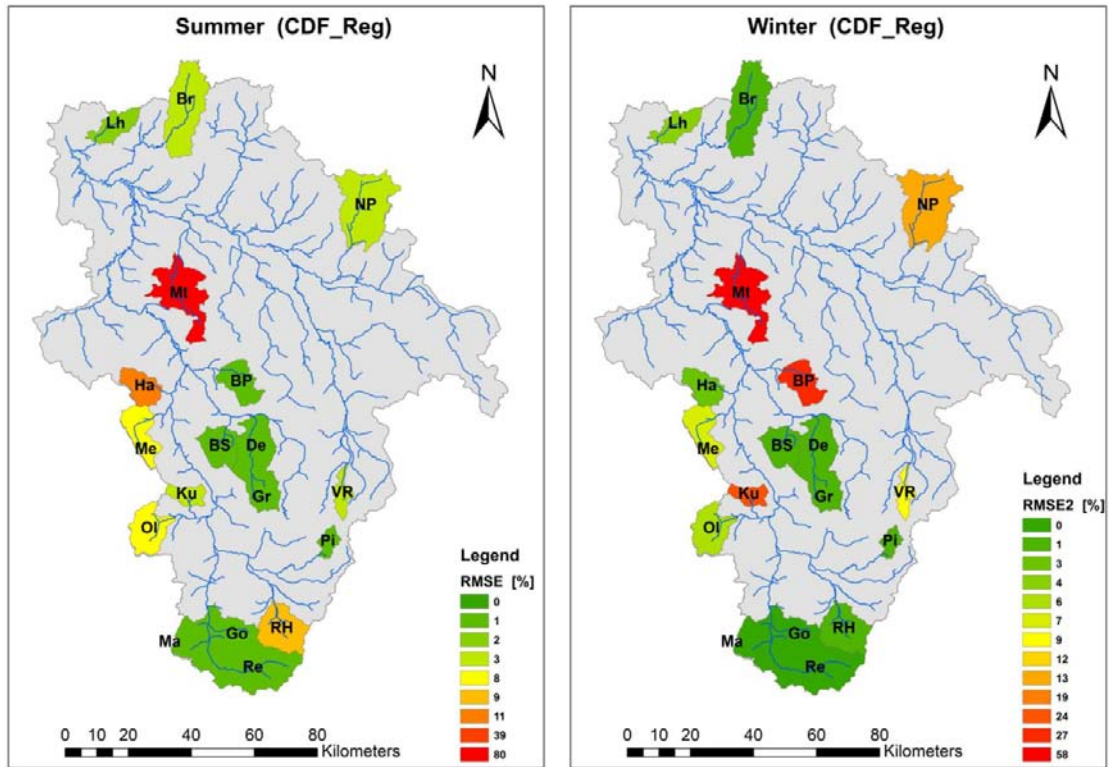 Summer (CDF_Reg)
N
Br
Lh
NP
Mt
BP
Ha
BS
De
Me
Ku
Gr
VR
Ol
Pi
Legend
RMSE [%]
0
1
2
3
8
9
11
39
80
RH
Go
Ma
Re
0 10 20 40 60 80
Kilometers
Winter (CDF_Reg)
N
Br
Lh
NP
Mt
BP
Ha
BS
De
Me
Ku
Gr
VR
Ol
Pi
Legend
RMSE2 [%]
0
1
3
4
6
7
9
12
13
19
24
27
58
RH
Go
Ma
Re
0 10 20 40 60 80
Kilometers